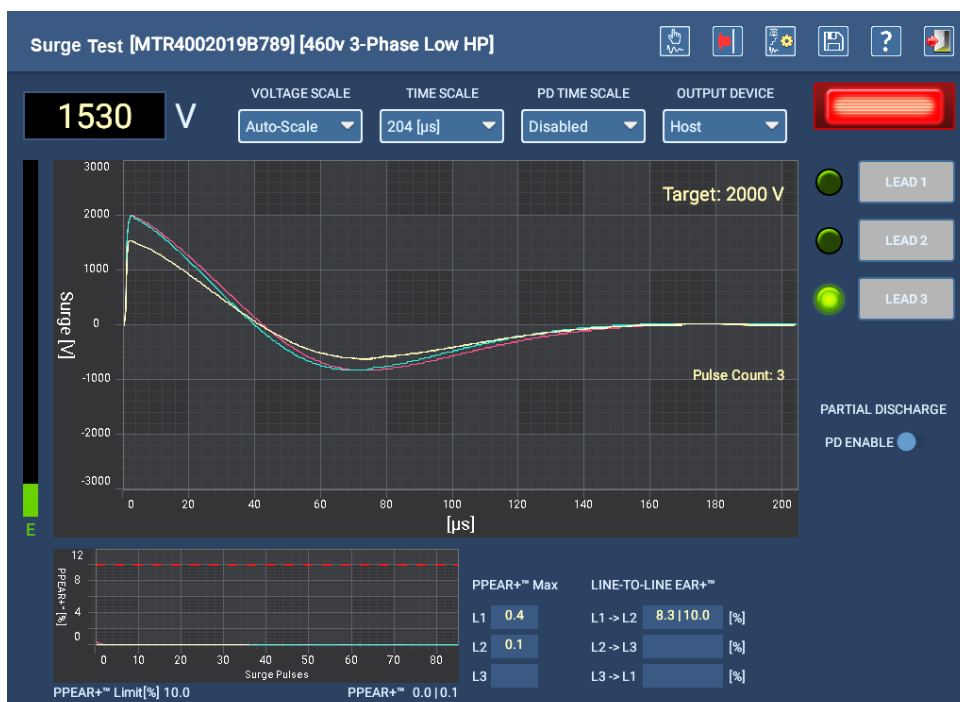 Surge Test [MTR4002019B789] [460v 3-Phase Low HP]
?
VOLTAGE SCALE TIME SCALE PD TIME SCALE OUTPUT DEVICE
1530 V Auto-Scale 204 [µs] Disabled Host
3000
2000
1000
0
-1000
-2000
-3000
Surge [V]
Target: 2000 V
Pulse Count: 3
0 20 40 60 80 100 120 140 160 180 200
[µs]
E
LEAD 1
LEAD 2
LEAD 3
PARTIAL DISCHARGE
PD ENABLE
12
8
4
0
PPEAR+™ [%]
0 10 20 30 40 50 60 70 80
Surge Pulses
PPEAR+™ Limit[%] 10.0 PPEAR+™ 0.0|0.1
PPEAR+™ Max LINE-TO-LINE EAR+™
L1 0.4 L1 -> L2 8.3|10.0 [%]
L2 0.1 L2 -> L3 [%]
L3 L3 -> L1 [%]